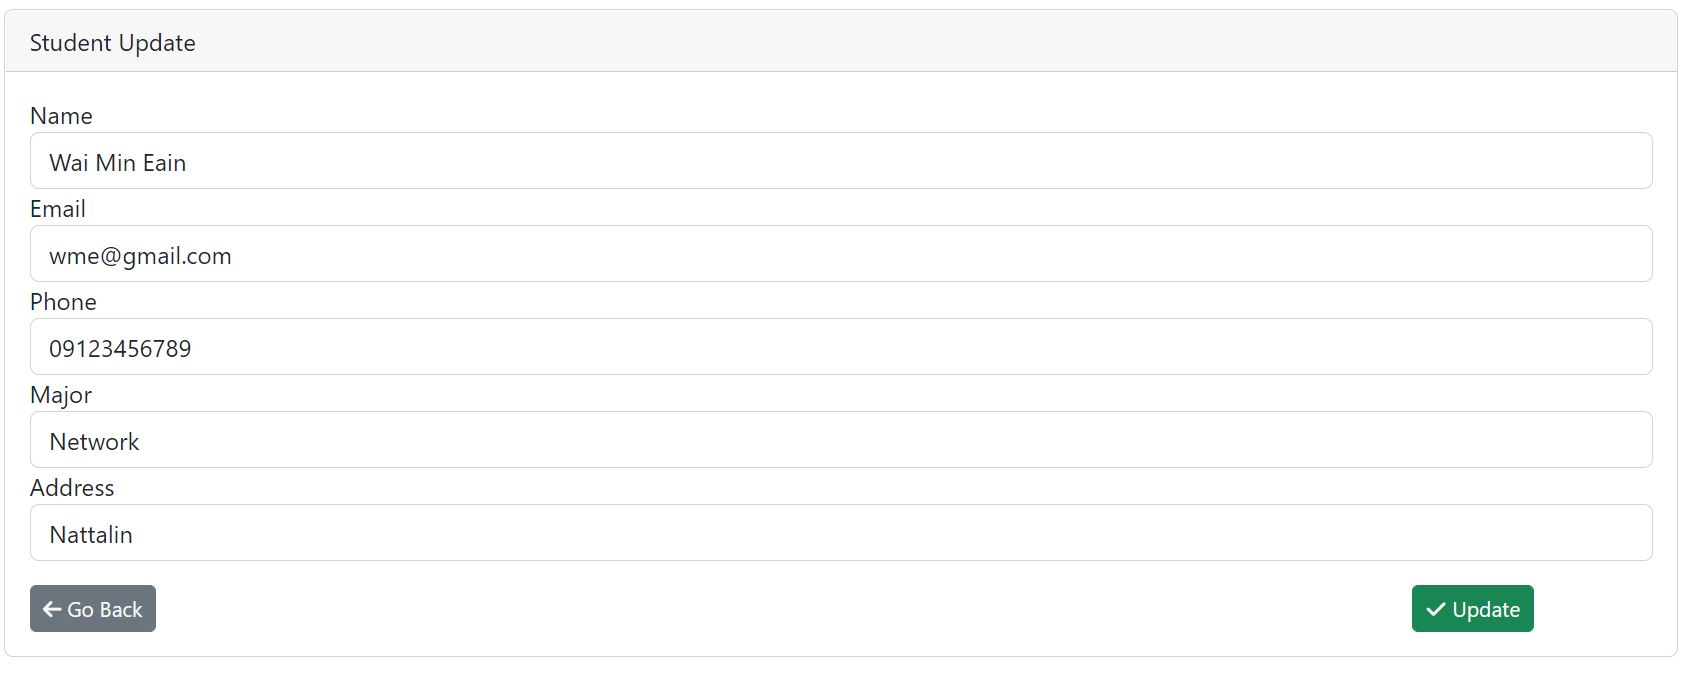 Student Update
Name
Wai Min Eain
Email
wme@gmail.com
Phone
09123456789
Major
Network
Address
Nattalin
Go Back
Update